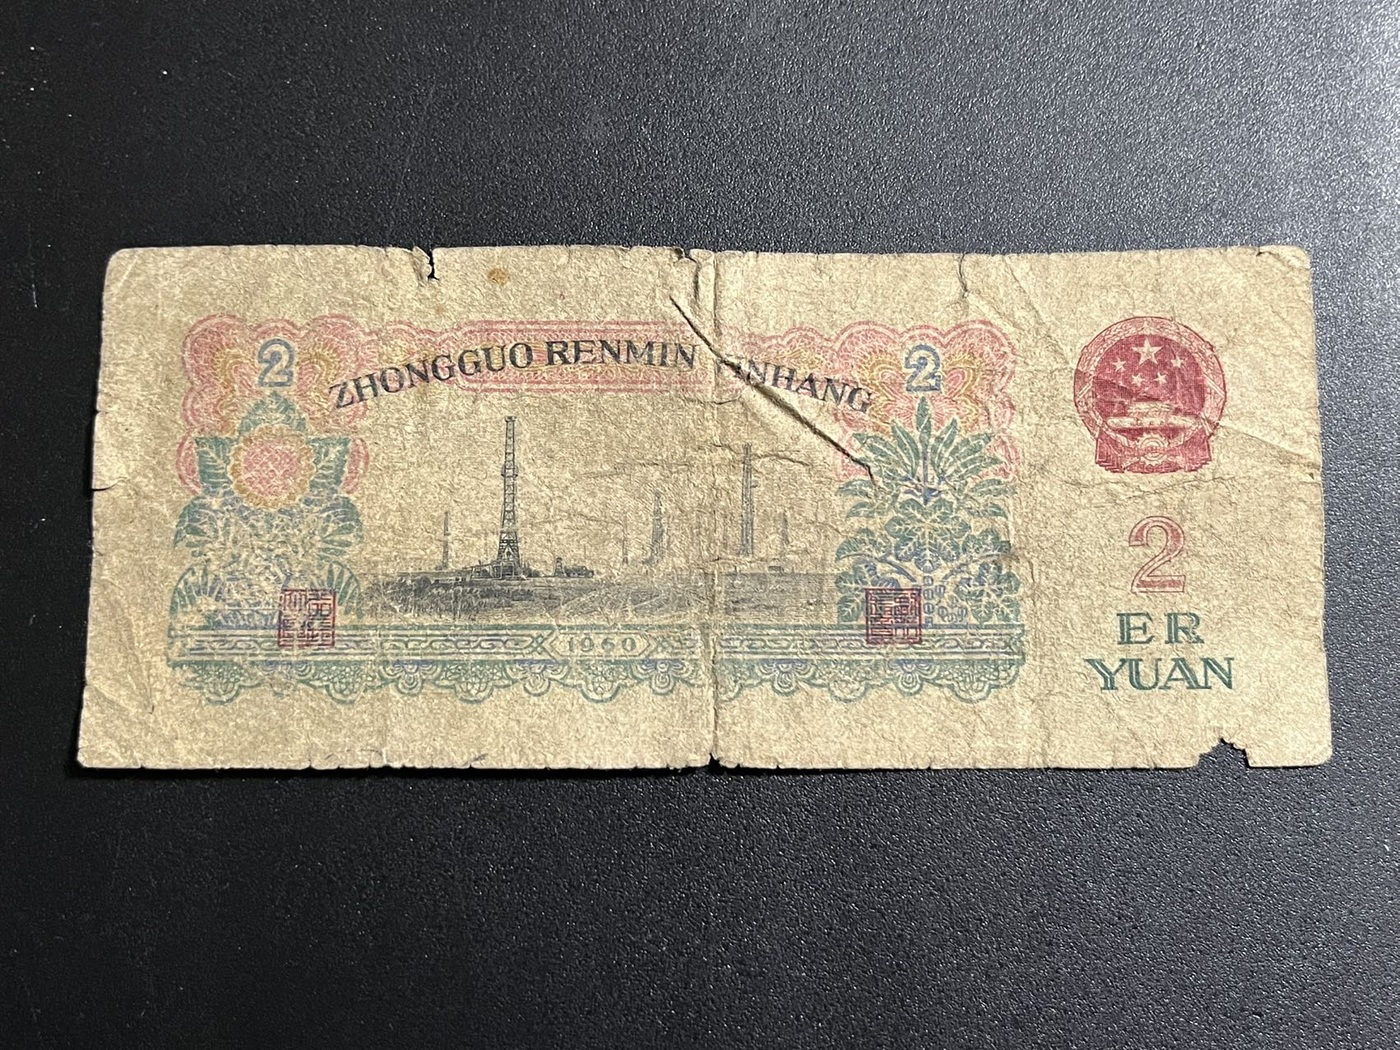 2
ZHONGGUO RENMIN INHANG
2
1960
2
ER
YUAN